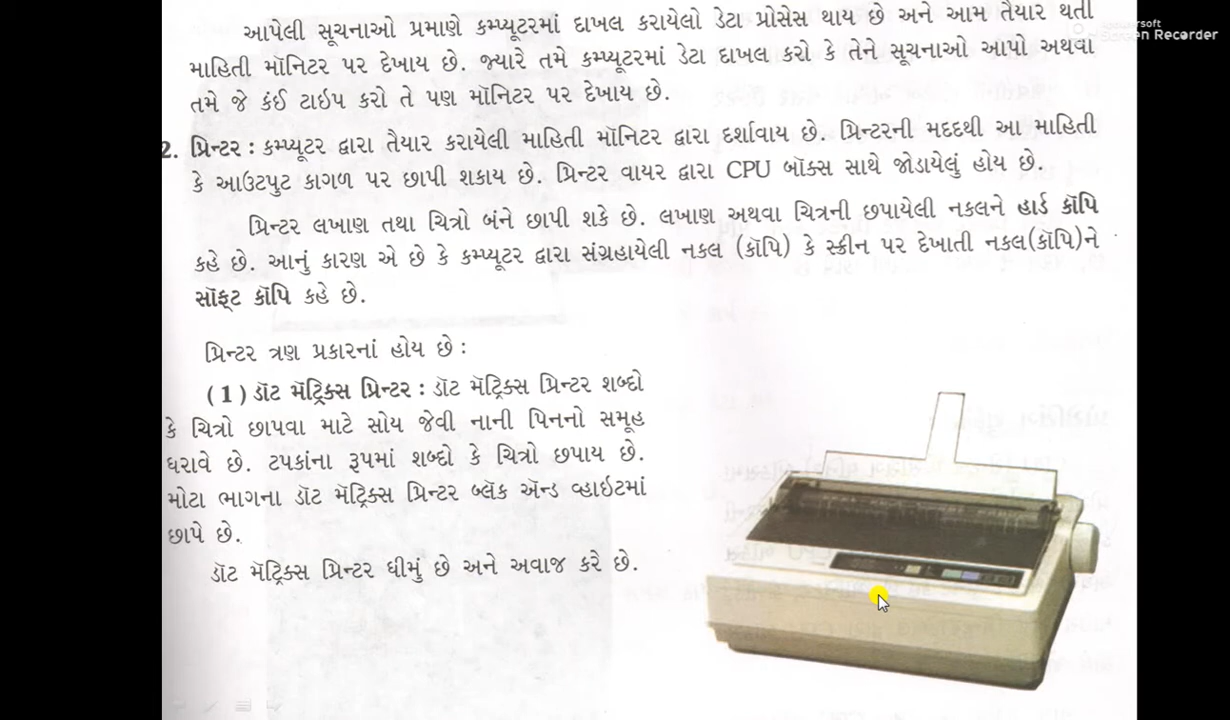 આપેલી સૂચનાઓ પ્રમાણે કમ્પ્યૂટરમાં દાખલ કરાયેલો ડેટા પ્રોસેસ થાય છે અને આમ તૈયાર થતી
માહિતી મૉનિટર પર દેખાય છે. જ્યારે તમે કમ્પ્યૂટરમાં ડેટા દાખલ કરો કે તેને સૂચનાઓ આપો અથવા
તમે જે કંઈ ટાઇપ કરો તે પણ મૉનિટર પર દેખાય છે.
2. પ્રિન્ટર : કમ્પ્યૂટર દ્વારા તૈયાર કરાયેલી માહિતી મૉનિટર દ્વારા દર્શાવાય છે. પ્રિન્ટરની મદદથી આ માહિતી
કે આઉટપુટ કાગળ પર છાપી શકાય છે. પ્રિન્ટર વાયર દ્વારા CPU બૉક્સ સાથે જોડાયેલું હોય છે.
પ્રિન્ટર લખાણ તથા ચિત્રો બંને છાપી શકે છે. લખાણ અથવા ચિત્રની છપાયેલી નકલને હાર્ડ કૉપિ
કહે છે. આનું કારણ એ છે કે કમ્પ્યૂટર દ્વારા સંગ્રહાયેલી નકલ (કૉપિ) કે સ્ક્રીન પર દેખાતી નકલ(કૉપિ)ને
સૉફ્ટ કૉપિ કહે છે.
પ્રિન્ટર ત્રણ પ્રકારનાં હોય છે :
(1) ડૉટ મૅટ્રિક્સ પ્રિન્ટર : ડૉટ મૅટ્રિક્સ પ્રિન્ટર શબ્દો
કે ચિત્રો છાપવા માટે સોય જેવી નાની પિનનો સમૂહ
ધરાવે છે. ટપકાંના રૂપમાં શબ્દો કે ચિત્રો છપાય છે.
મોટા ભાગના ડૉટ મૅટ્રિક્સ પ્રિન્ટર બ્લૅક ઍન્ડ વ્હાઇટમાં
છાપે છે.
ડૉટ મૅટ્રિક્સ પ્રિન્ટર ધીમું છે અને અવાજ કરે છે.
Screen Recorder